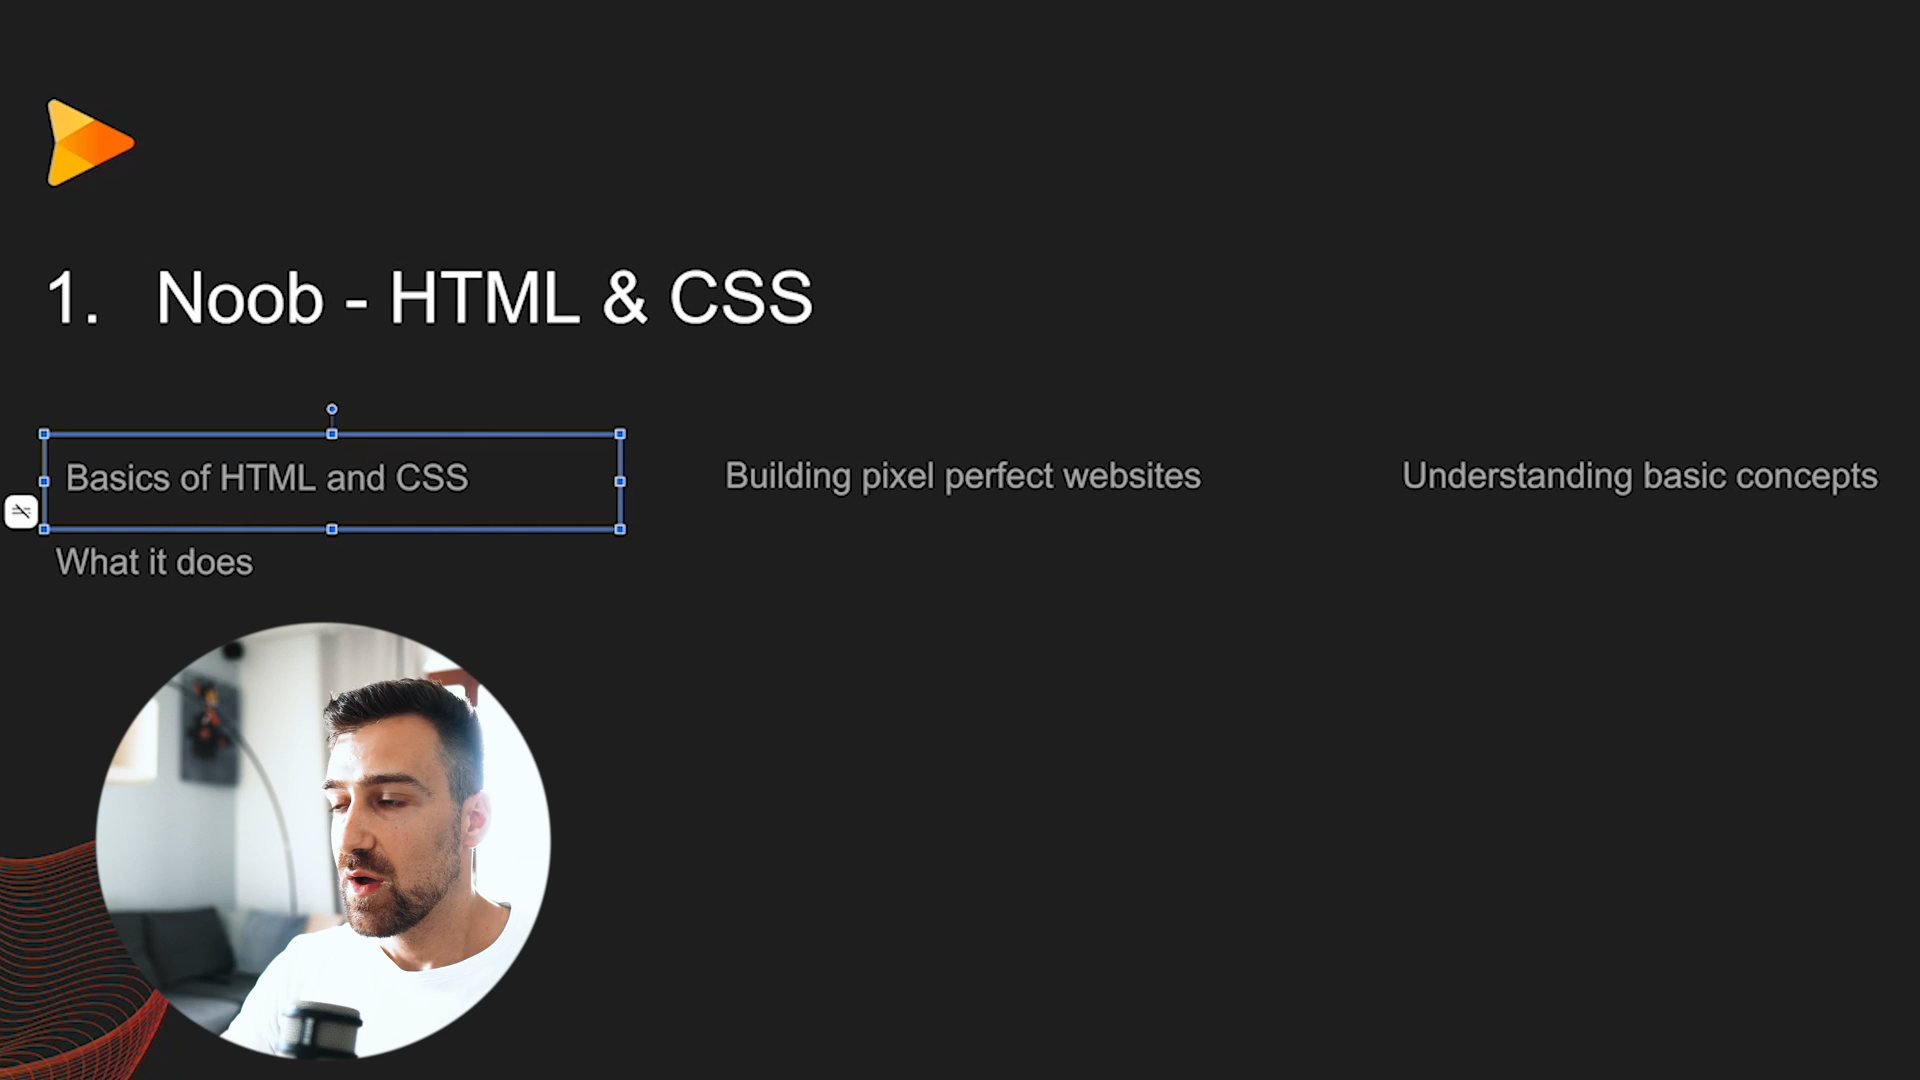 1. Noob - HTML & CSS
Basics of HTML and CSS
Building pixel perfect websites
Understanding basic concepts
What it does